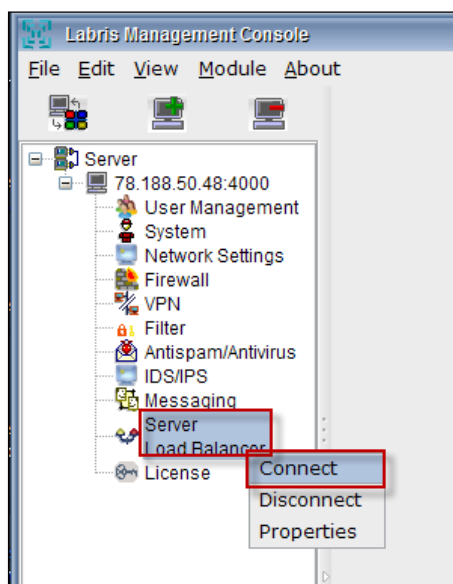 Labris Management Console
File Edit View Module About
Server
78.188.50.48:4000
User Management
System
Network Settings
Firewall
VPN
Filter
Antispam/Antivirus
IDS/IPS
Messaging
Server
Load Balancer
License
Connect
Disconnect
Properties